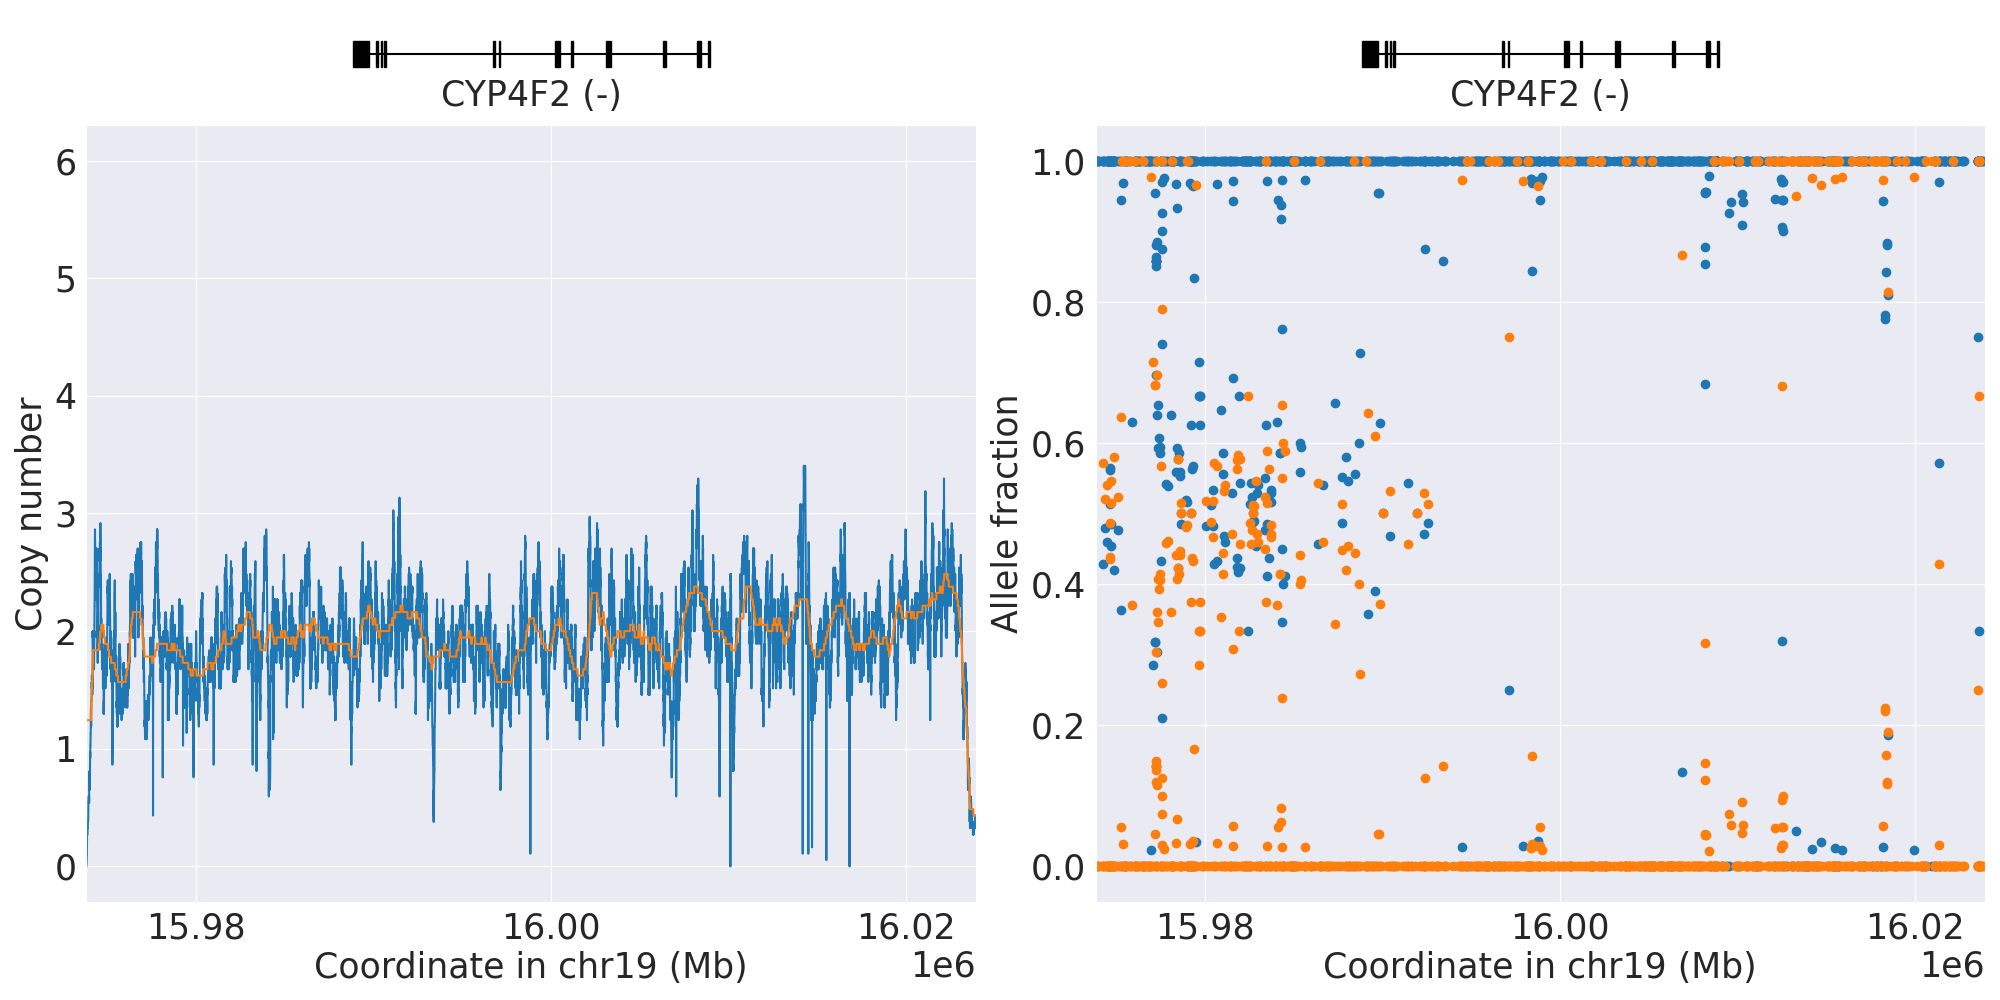 CYP4F2 (-)
CYP4F2 (-)
Copy number
6
5
4
3
2
1
0
15.98
16.00
16.02
Coordinate in chr19 (Mb)
1e6
Allele fraction
1.0
0.8
0.6
0.4
0.2
0.0
15.98
16.00
16.02
Coordinate in chr19 (Mb)
1e6